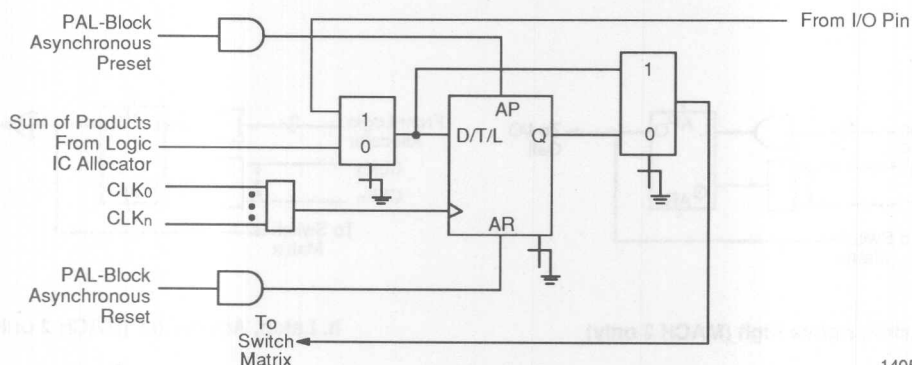 PAL-Block
Asynchronous
Preset
From I/O Pin
Sum of Products
From Logic
IC Allocator
CLK0
CLKn
PAL-Block
Asynchronous
Reset
1
0
AP
D/T/L Q
AR
1
0
To
Switch
Matrix